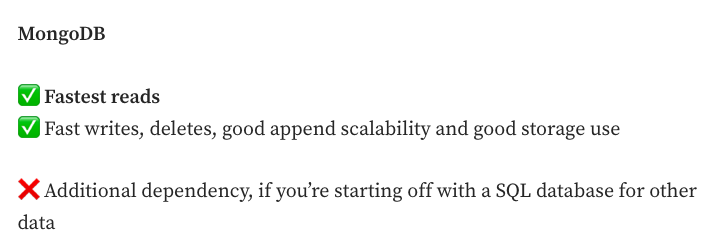 MongoDB
✅ Fastest reads
✅ Fast writes, deletes, good append scalability and good storage use
❌ Additional dependency, if you’re starting off with a SQL database for other
data